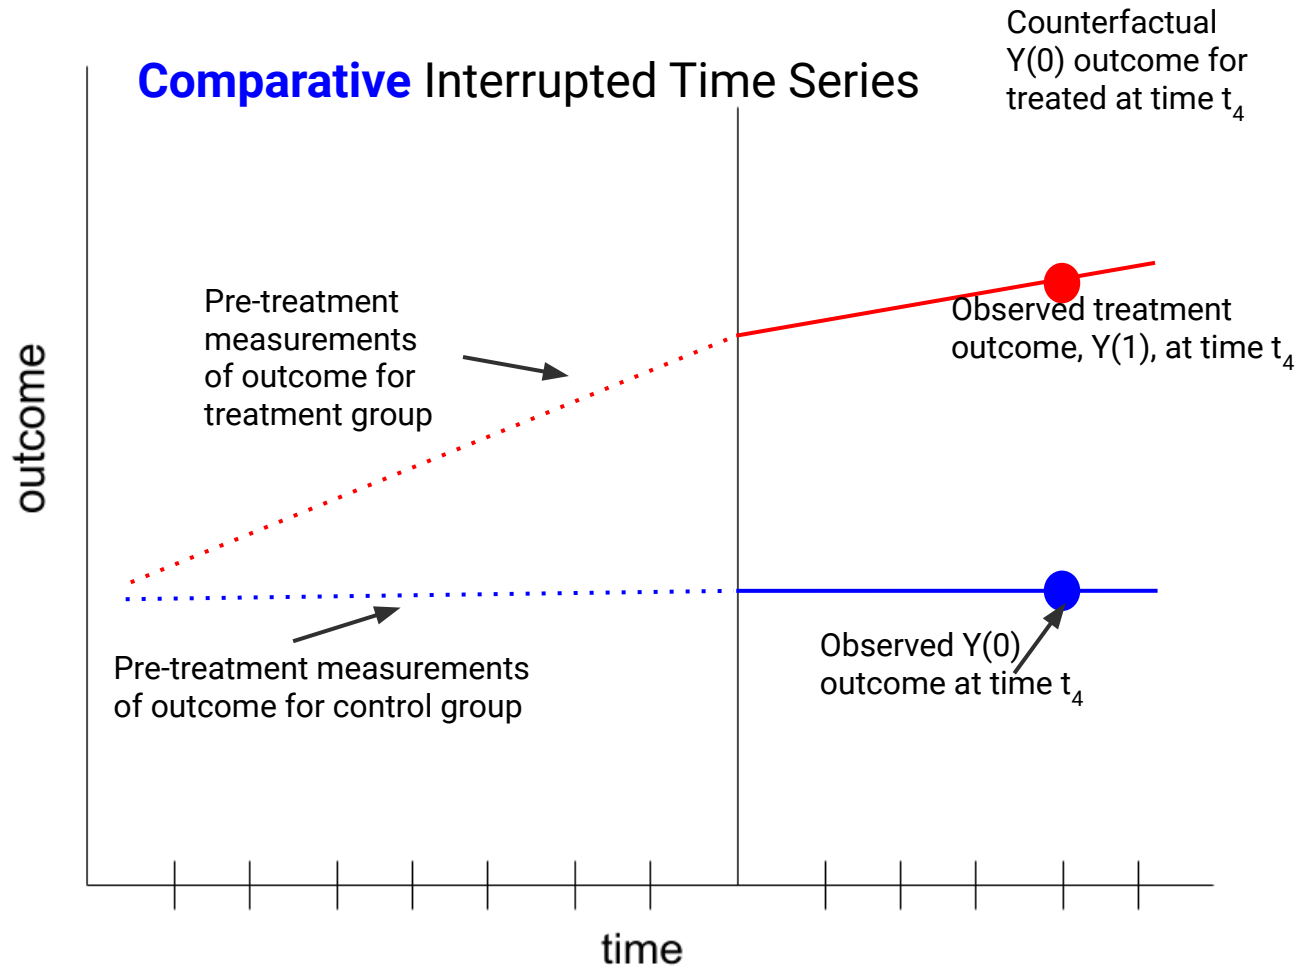 Counterfactual
Y(0) outcome for
treated at time t₄
Comparative Interrupted Time Series
Pre-treatment
measurements
of outcome for
treatment group
Observed treatment
outcome, Y(1), at time t₄
outcome
Observed Y(0)
outcome at time t₄
Pre-treatment measurements
of outcome for control group
time